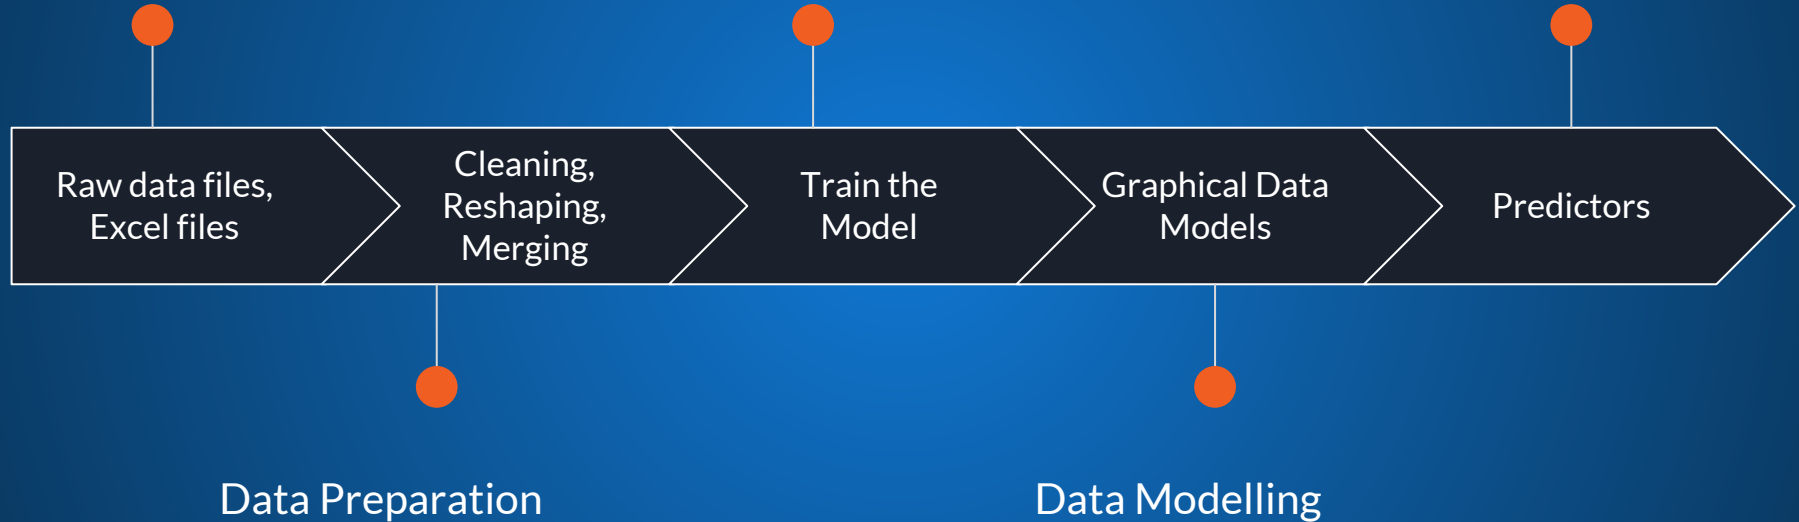 Raw data files,
Excel files
Cleaning,
Reshaping,
Merging
Train the
Model
Graphical Data
Models
Predictors
Data Preparation
Data Modelling